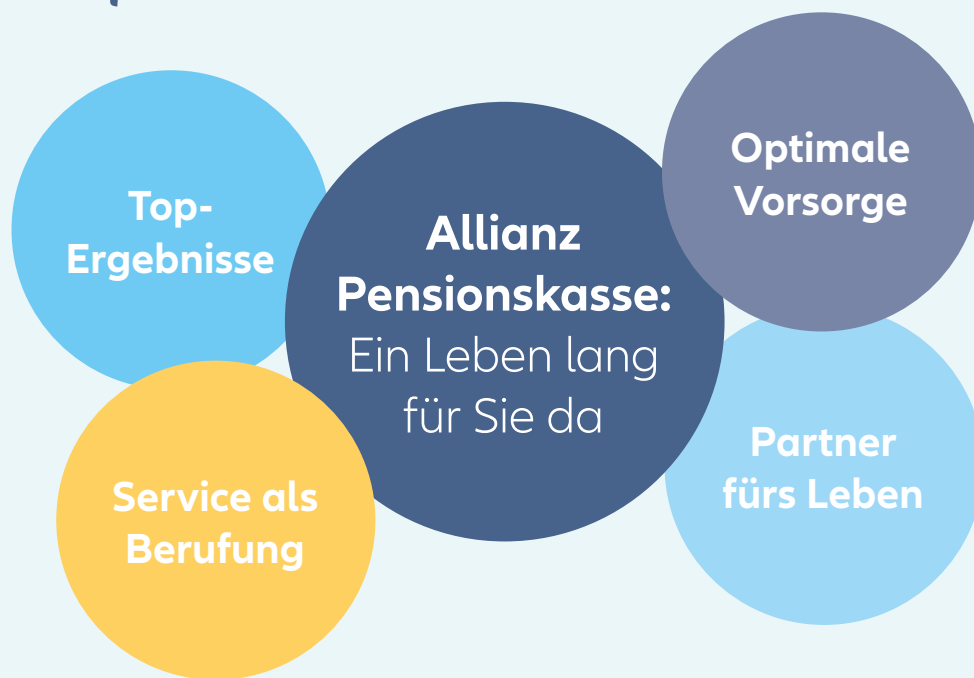 Top-
Ergebnisse
Allianz
Pensionskasse:
Ein Leben lang
für Sie da
Optimale
Vorsorge
Service als
Berufung
Partner
fürs Leben